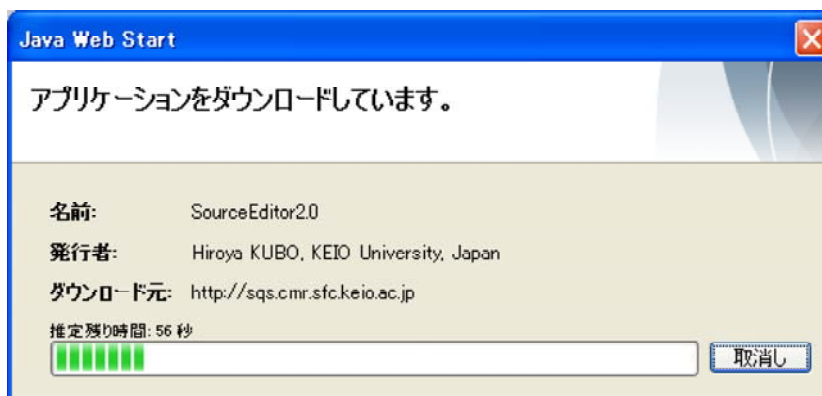 Java Web Start
アプリケーションをダウンロードしています。
名前: SourceEditor2.0
発行者: Hiroya KUBO, KEIO University, Japan
ダウンロード元: http://sqs.cmr.sfc.keio.ac.jp
推定残り時間: 56 秒
取消し